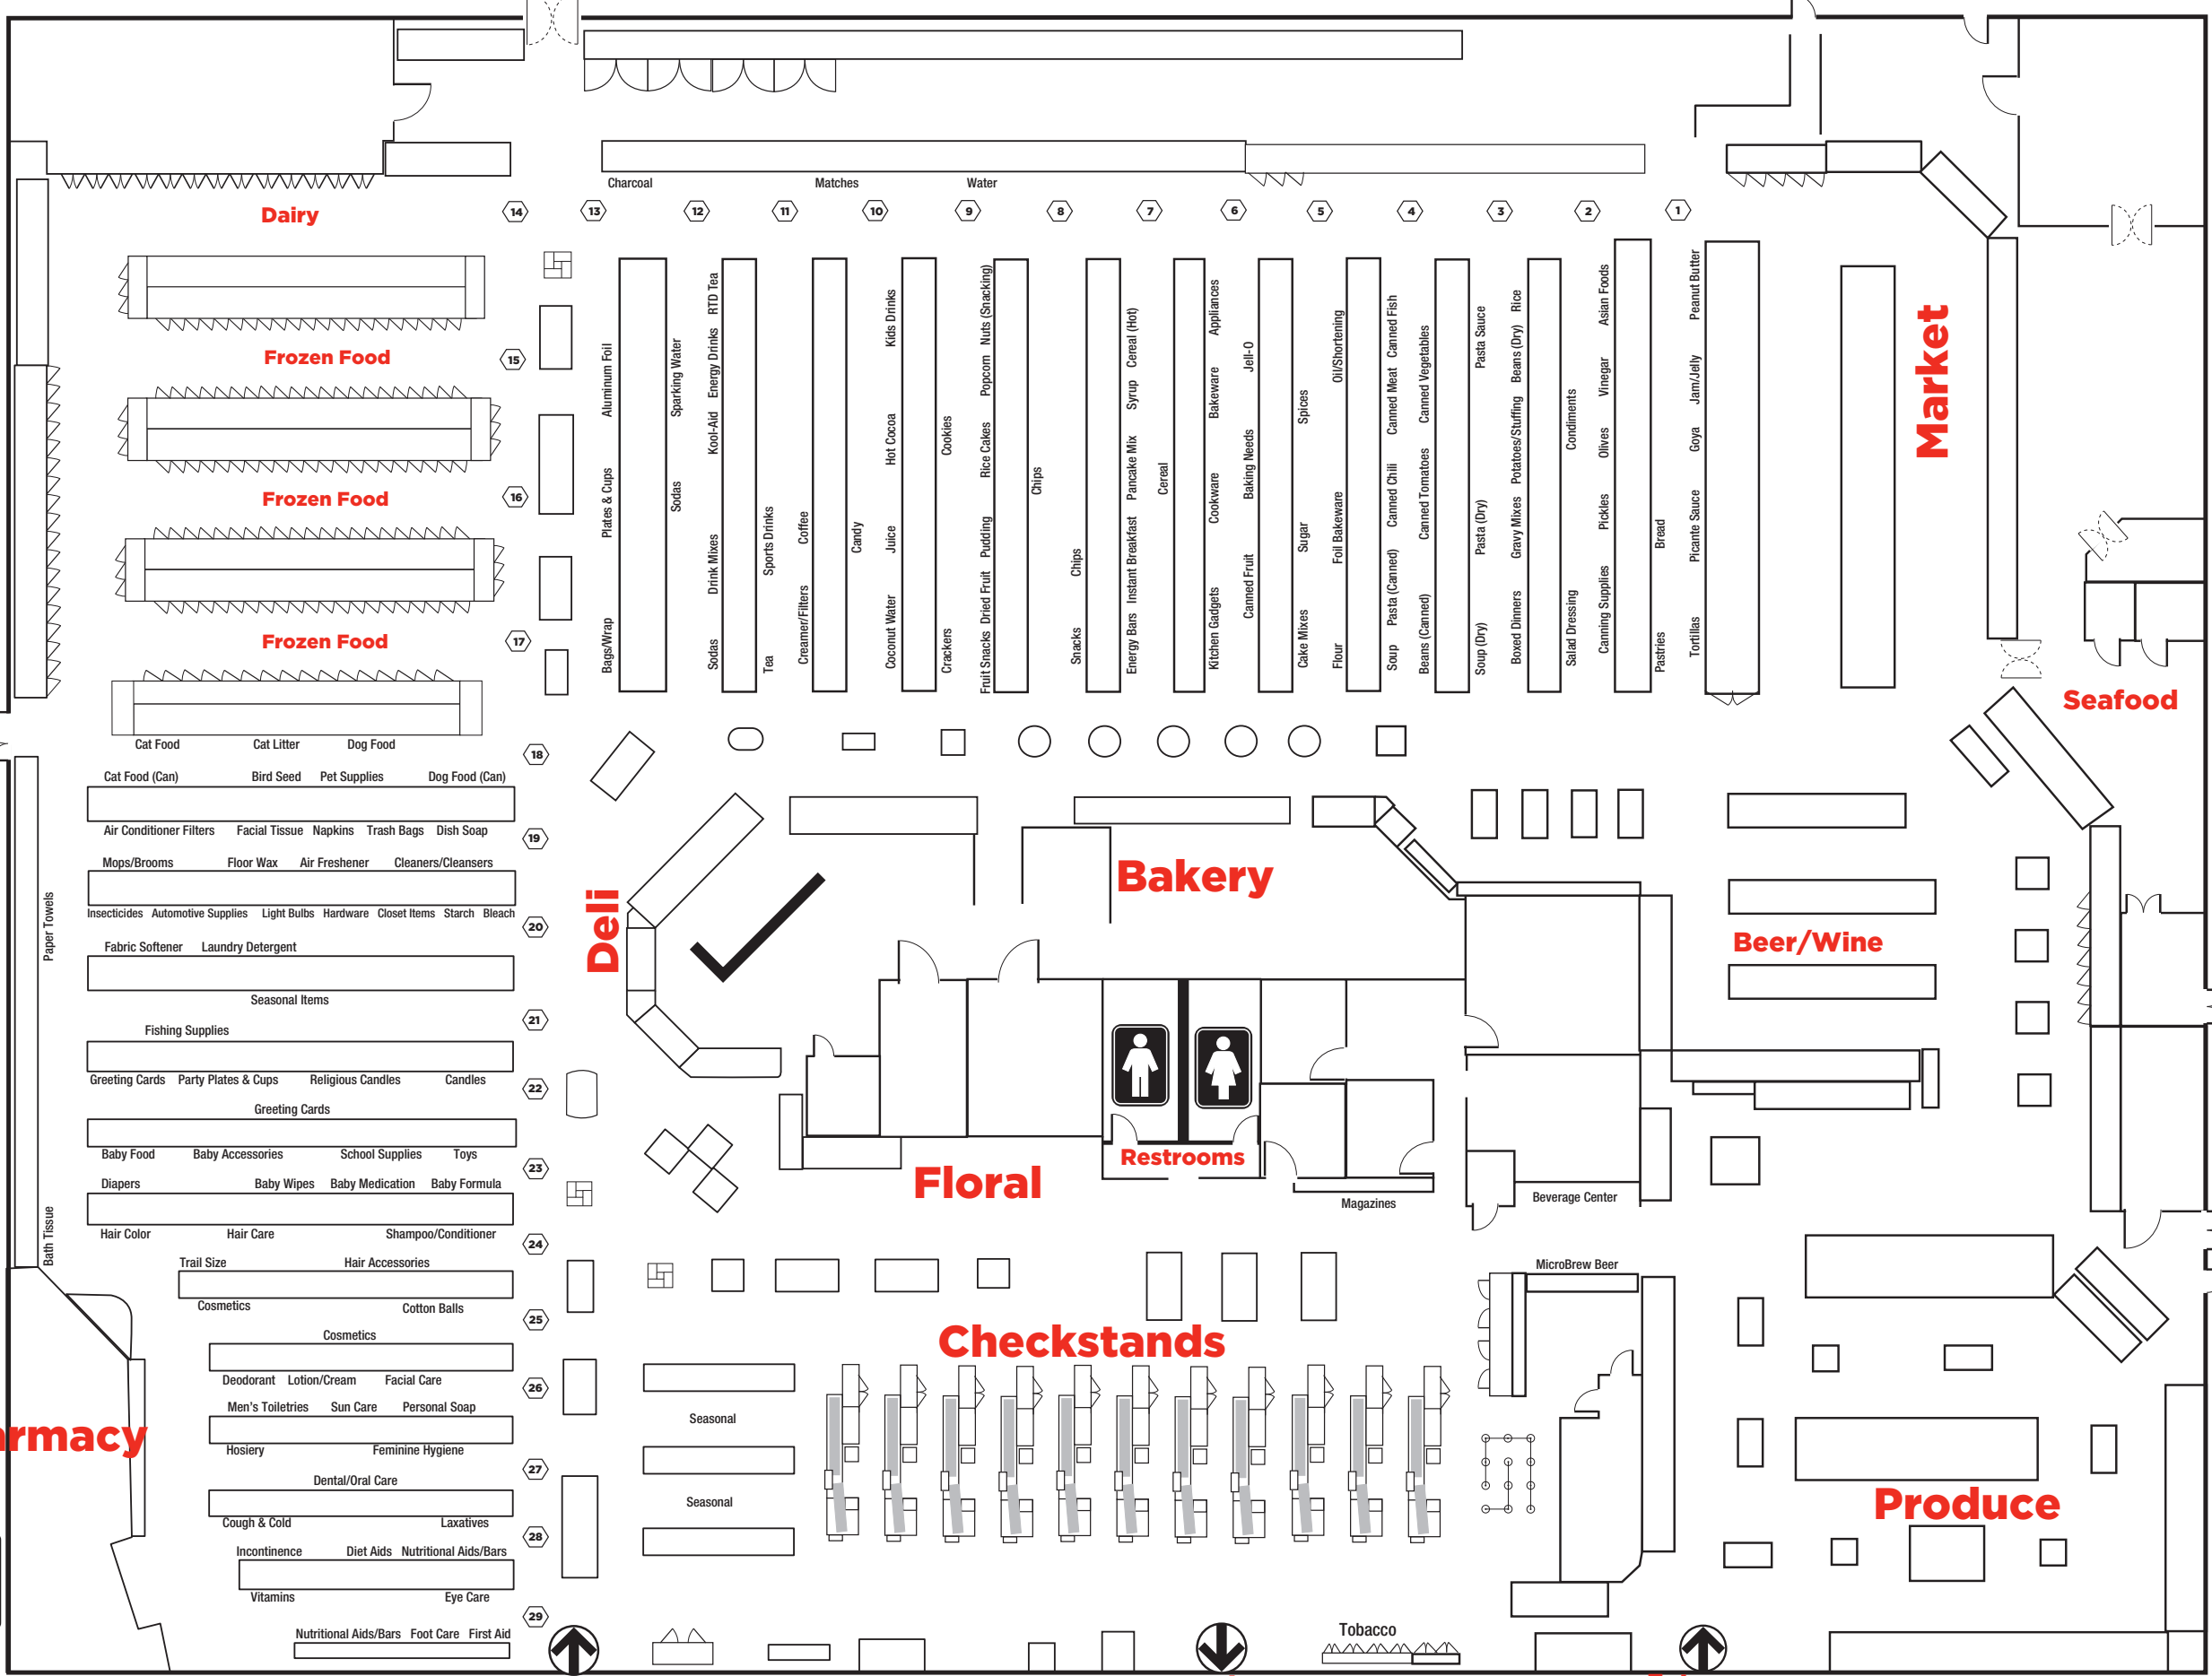 Charcoal
Matches
Water
Dairy
14
13
12
11
10
9
8
7
6
5
4
3
2
1
Frozen Food
15
Frozen Food
16
Frozen Food
17
Aluminum Foil
Plates & Cups
Bags/Wrap
Sparking Water
Sodas
RTD Tea
Energy Drinks
Kool-Aid
Drink Mixes
Sodas
Sports Drinks
Tea
Coffee
Creamer/Filters
Candy
Kids Drinks
Hot Cocoa
Juice
Coconut Water
Cookies
Crackers
Nuts (Snacking)
Popcorn
Rice Cakes
Pudding
Dried Fruit
Fruit Snacks
Chips
Chips
Snacks
Cereal (Hot)
Syrup
Pancake Mix
Instant Breakfast
Energy Bars
Cereal
Appliances
Bakeware
Cookware
Kitchen Gadgets
Jell-O
Baking Needs
Canned Fruit
Spices
Sugar
Cake Mixes
Oil/Shortening
Foil Bakeware
Flour
Canned Fish
Canned Meat
Canned Chili
Pasta (Canned)
Soup
Canned Vegetables
Canned Tomatoes
Beans (Canned)
Pasta Sauce
Pasta (Dry)
Soup (Dry)
Rice
Beans (Dry)
Potatoes/Stuffing
Gravy Mixes
Boxed Dinners
Condiments
Salad Dressing
Asian Foods
Vinegar
Olives
Pickles
Canning Supplies
Bread
Pastries
Peanut Butter
Jam/Jelly
Goya
Picante Sauce
Tortillas
Market
Seafood
Cat Food
Cat Litter
Dog Food
18
Cat Food (Can)
Bird Seed
Pet Supplies
Dog Food (Can)
Air Conditioner Filters
Facial Tissue
Napkins
Trash Bags
Dish Soap
19
Mops/Brooms
Floor Wax
Air Freshener
Cleaners/Cleansers
Insecticides
Automotive Supplies
Light Bulbs
Hardware
Closet Items
Starch
Bleach
20
Fabric Softener
Laundry Detergent
Seasonal Items
21
Fishing Supplies
Greeting Cards
Party Plates & Cups
Religious Candles
Candles
22
Greeting Cards
Baby Food
Baby Accessories
School Supplies
Toys
23
Diapers
Baby Wipes
Baby Medication
Baby Formula
Hair Color
Hair Care
Shampoo/Conditioner
24
Trail Size
Hair Accessories
Cosmetics
Cotton Balls
25
Cosmetics
Deodorant
Lotion/Cream
Facial Care
26
Men's Toiletries
Sun Care
Personal Soap
Hosiery
Feminine Hygiene
27
Dental/Oral Care
Cough & Cold
Laxatives
28
Incontinence
Diet Aids
Nutritional Aids/Bars
Vitamins
Eye Care
29
Nutritional Aids/Bars
Foot Care
First Aid
Paper Towels
Bath Tissue
armacy
Deli
Bakery
Beer/Wine
Floral
Restrooms
Magazines
Beverage Center
MicroBrew Beer
Checkstands
Seasonal
Seasonal
Produce
Tobacco